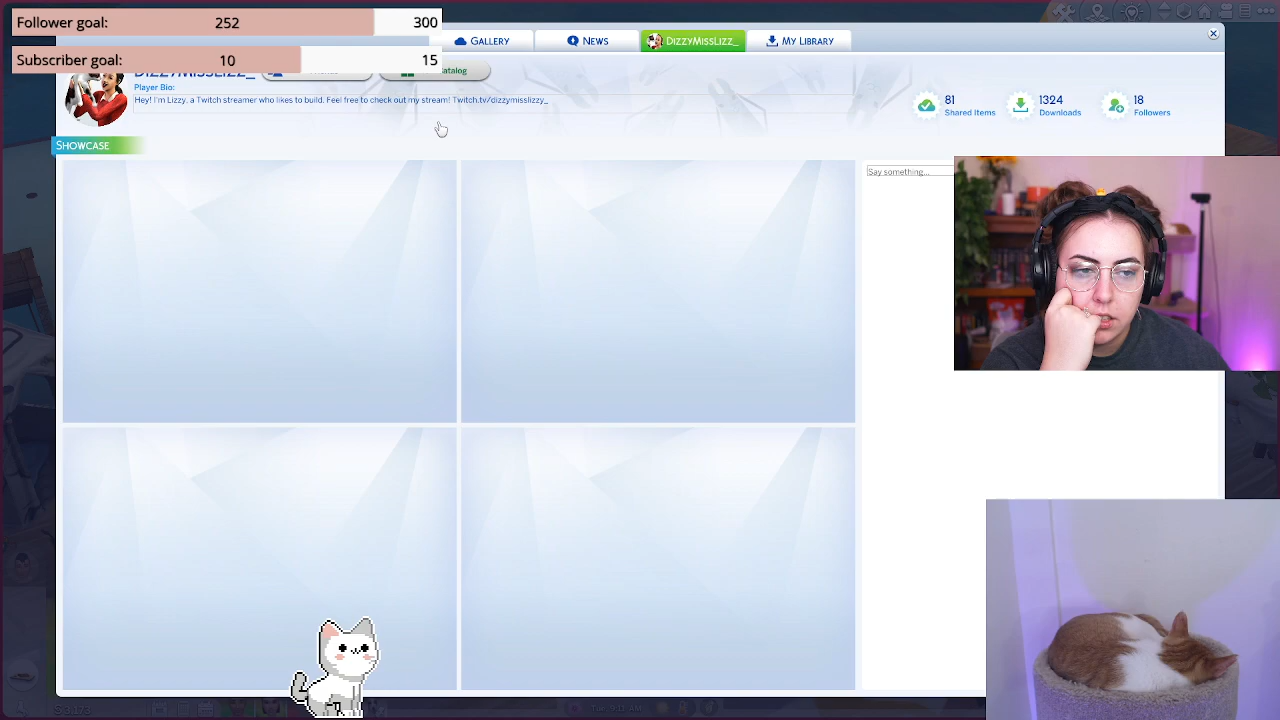 Follower goal: 252 300
Subscriber goal: 10 15
GALLERY
NEWS
DizzyMissLizz_
MY LIBRARY
DIZZYMISSLIZZ_
Catalog
Player Bio:
Hey! I'm Lizzy, a Twitch streamer who likes to build. Feel free to check out my stream! Twitch.tv/dizzymisslizzy_
81
Shared Items
1324
Downloads
18
Followers
SHOWCASE
Say something...